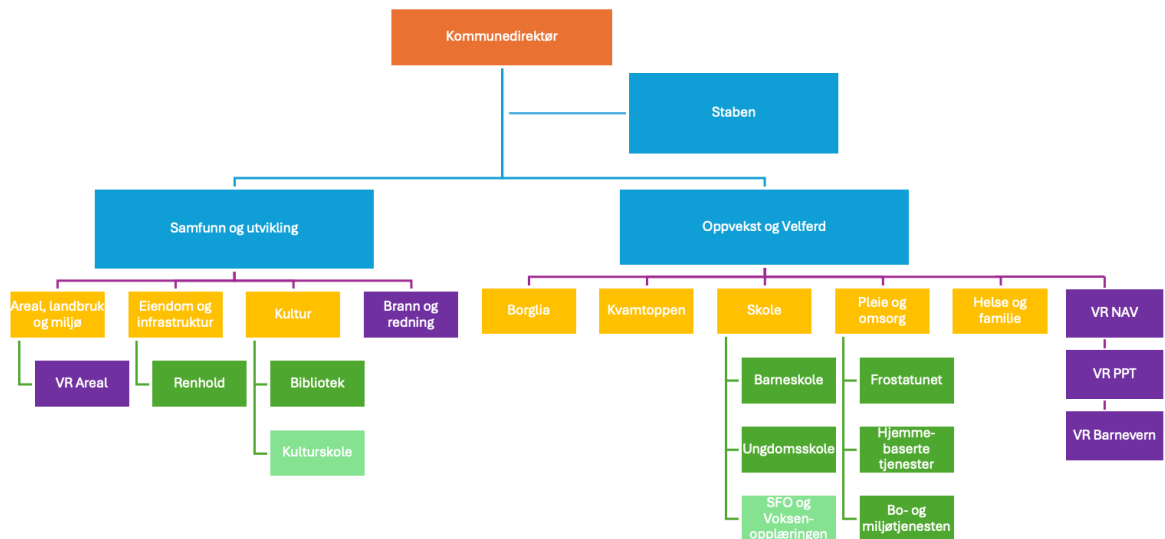 Kommunedirektør
Staben
Samfunn og utvikling
Oppvekst og Velferd
Areal, landbruk
og miljø
Eiendom og
infrastruktur
Kultur
Brann og
redning
Borglia
Kvamtoppen
Skole
Pleie og
omsorg
Helse og
familie
VR NAV
VR Areal
Renhold
Bibliotek
Barneskole
Frostatunet
VR PPT
Kulturskole
Ungdomsskole
Hjemme-
baserte
tjenester
VR Barnevern
SFO og
Voksen-
opplæringen
Bo- og
miljøtjenesten